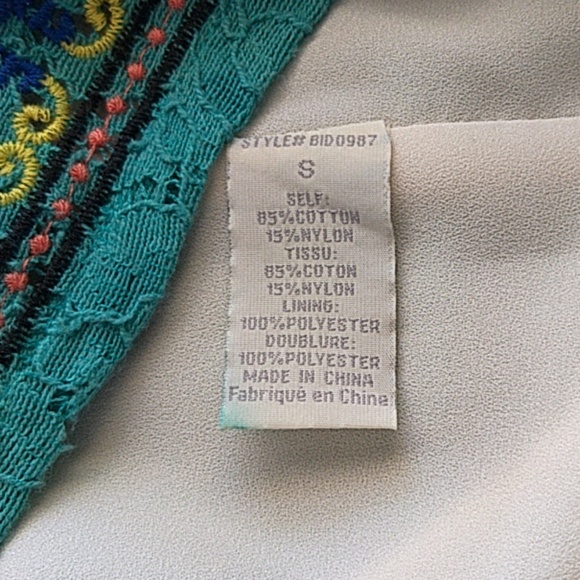 STYLE# BID0987
S
SELF:
85%COTTON
15%NYLON
TISSU:
85%COTON
15%NYLON
LINING:
100%POLYESTER
DOUBLURE:
100%POLYESTER
MADE IN CHINA
Fabriqué en Chine